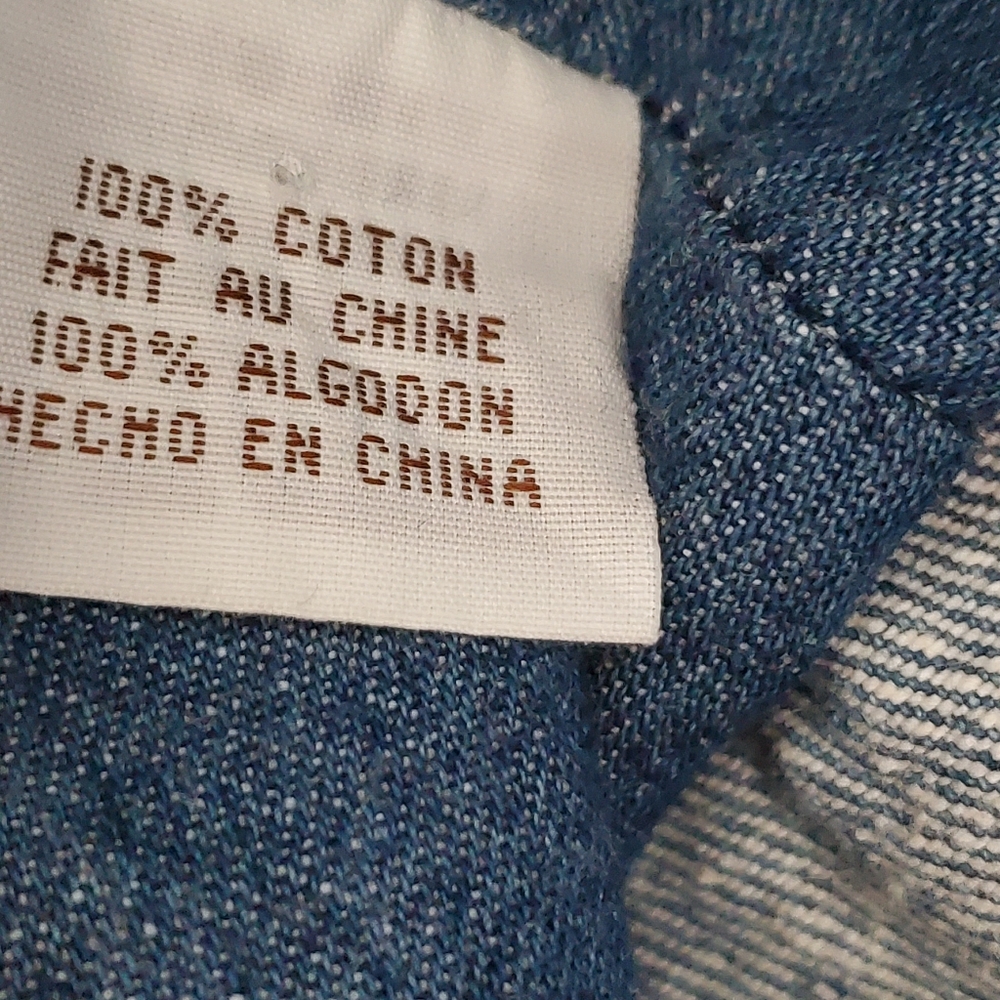 100% COTON
FAIT AU CHINE
100% ALGODON
HECHO EN CHINA